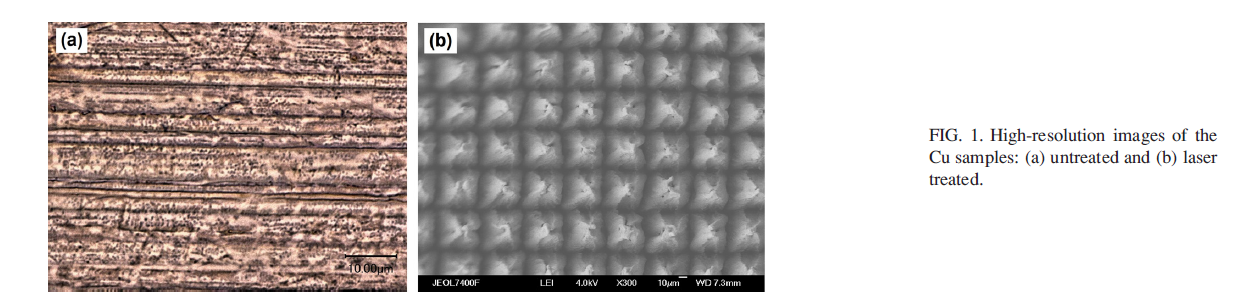 (a)
(b)
10.00µm
JEOL7400F LEI 4.0kV X300 10µm WD 7.3mm
FIG. 1. High-resolution images of the
Cu samples: (a) untreated and (b) laser
treated.